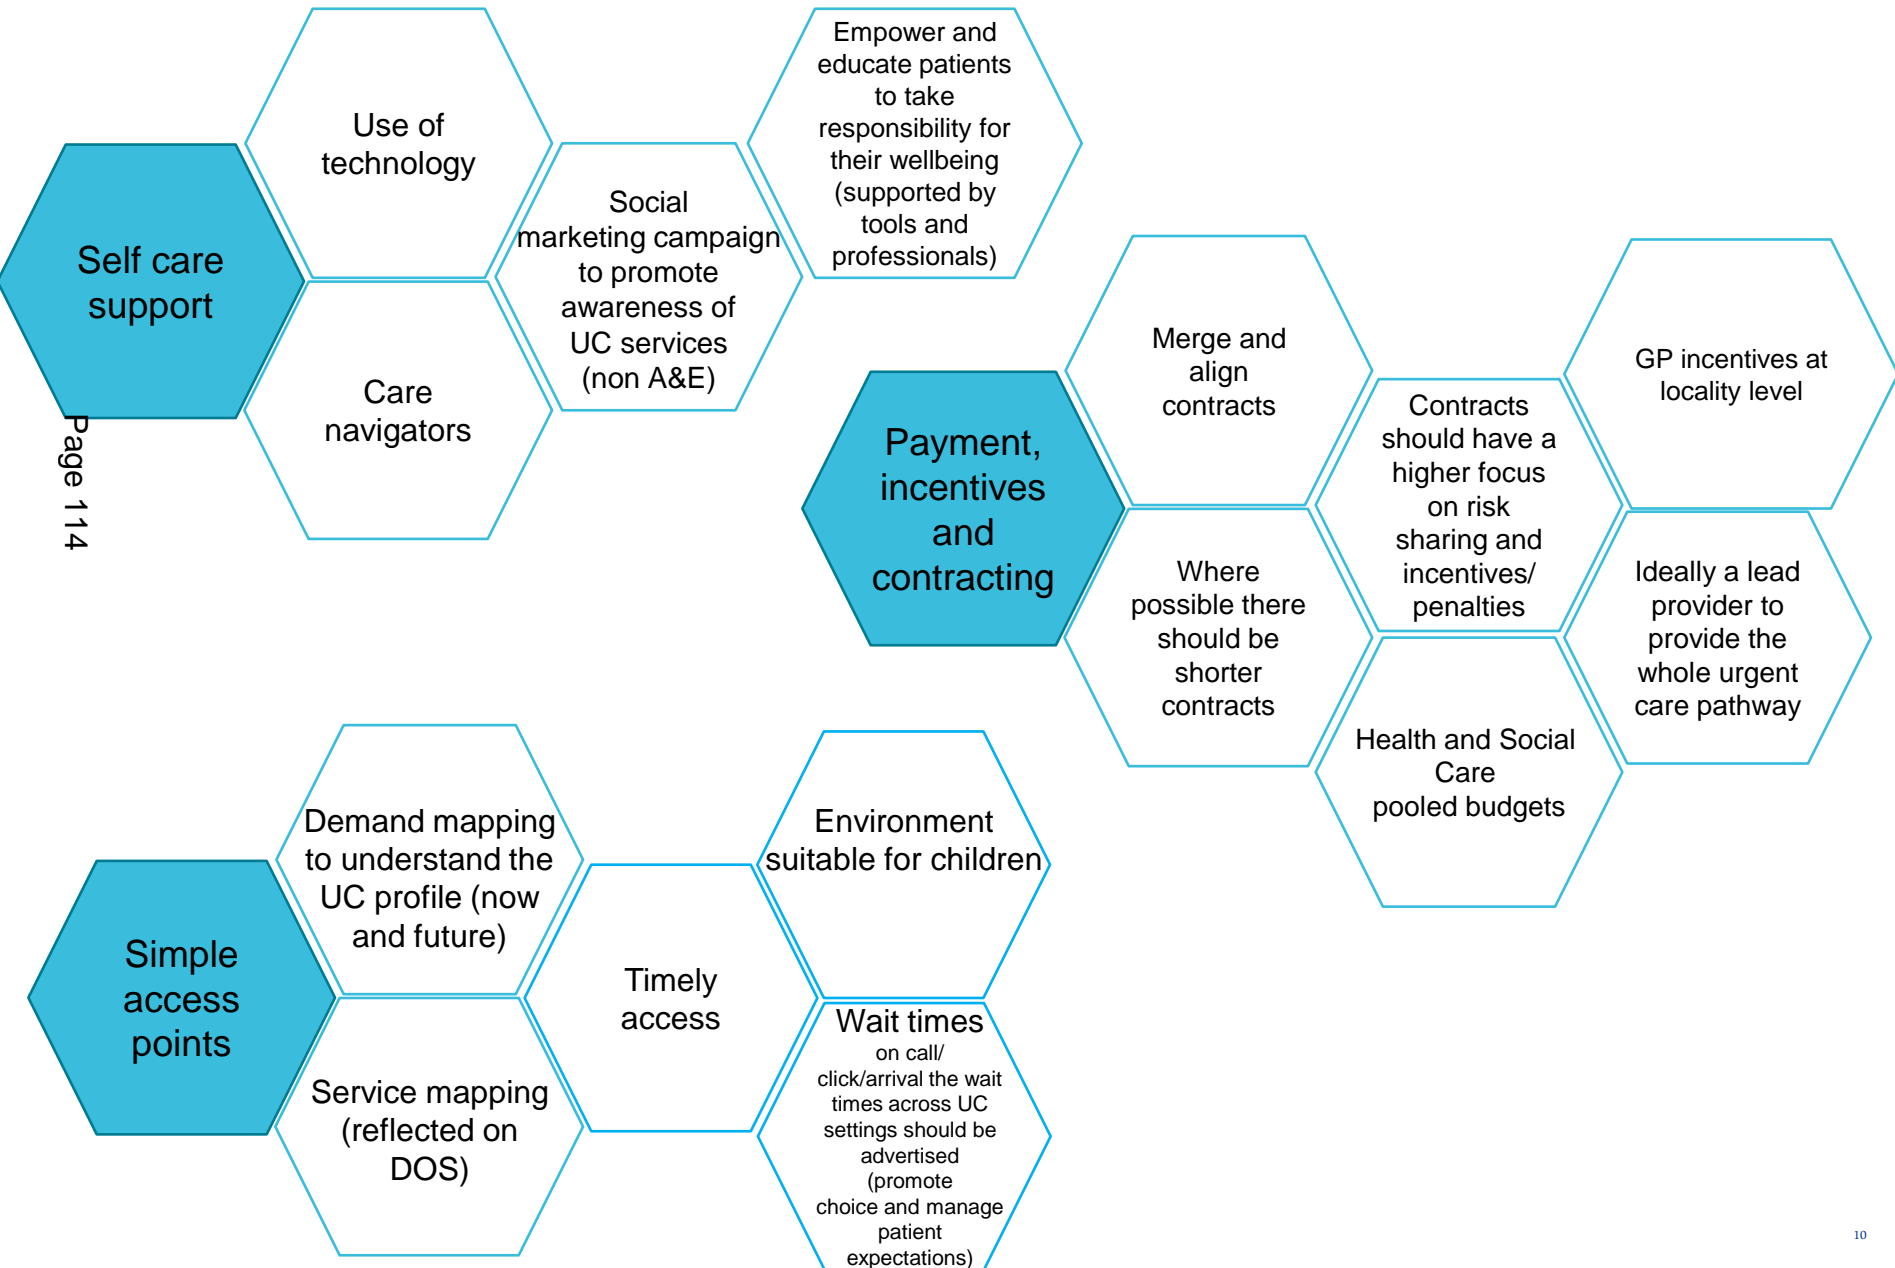 Self care
support
Use of
technology
Care
navigators
Social
marketing campaign
to promote
awareness of
UC services
(non A&E)
Empower and
educate patients
to take
responsibility for
their wellbeing
(supported by
tools and
professionals)
Page 114
Payment,
incentives
and
contracting
Merge and
align
contracts
Where
possible there
should be
shorter
contracts
Contracts
should have a
higher focus
on risk
sharing and
incentives/
penalties
Health and Social
Care
pooled budgets
GP incentives at
locality level
Ideally a lead
provider to
provide the
whole urgent
care pathway
Simple
access
points
Demand mapping
to understand the
UC profile (now
and future)
Service mapping
(reflected on
DOS)
Timely
access
Environment
suitable for children
Wait times
on call/
click/arrival the wait
times across UC
settings should be
advertised
(promote
choice and manage
patient
expectations)
10